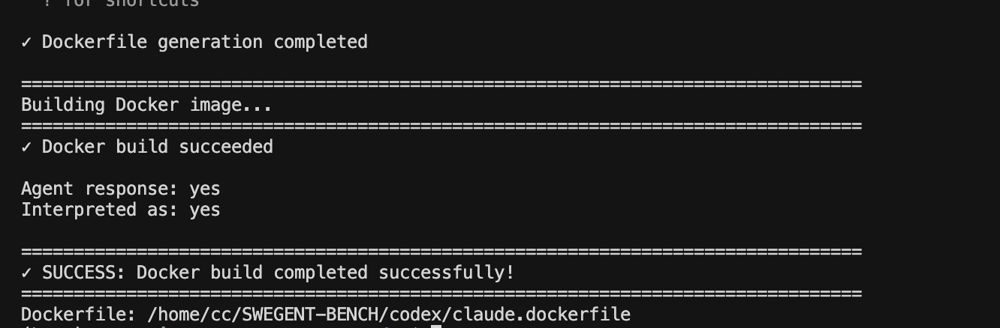 ? for shortcuts
✓ Dockerfile generation completed
================================================================================
Building Docker image...
================================================================================
✓ Docker build succeeded
Agent response: yes
Interpreted as: yes
================================================================================
✓ SUCCESS: Docker build completed successfully!
================================================================================
Dockerfile: /home/cc/SWEGENT-BENCH/codex/claude.dockerfile